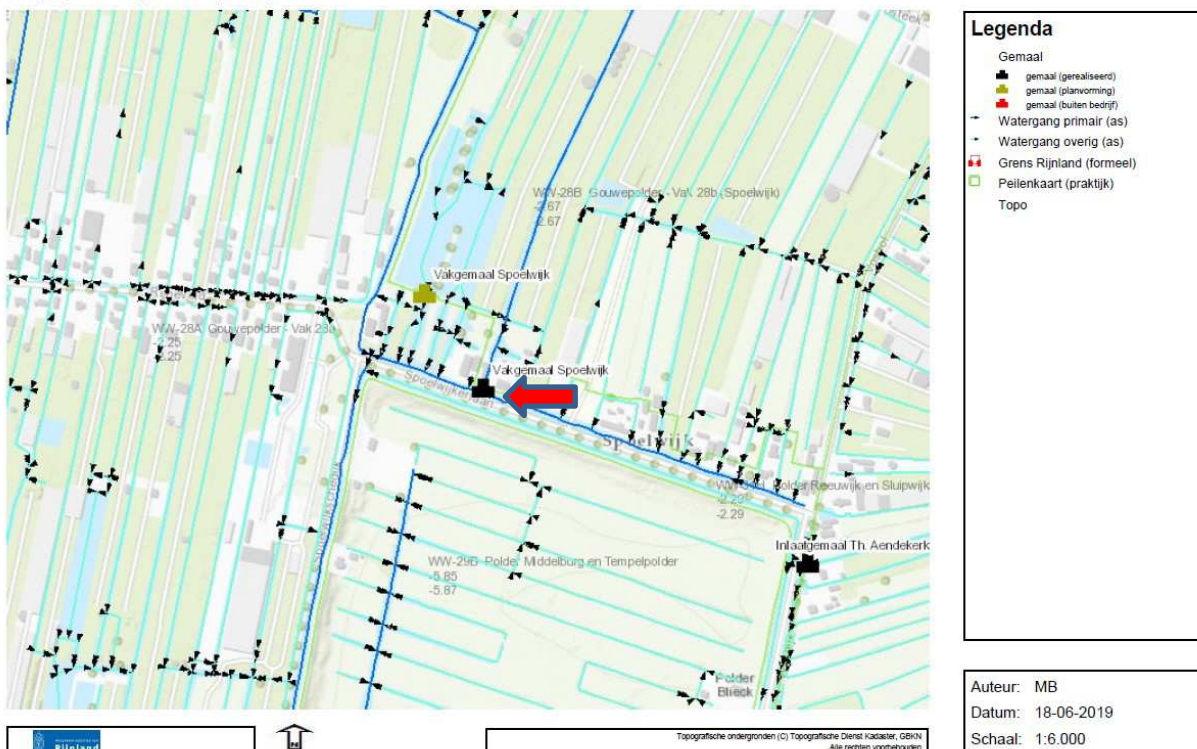 WW-28B Gouwepolder - Vak 28b (Spoelwijk)
-2.67
-2.67
Vakgemaal Spoelwijk
WW-28A Gouwepolder - Vak 28a
-2.25
-2.25
Vakgemaal Spoelwijk
Spoelwijkerlaan
Spoelwijk
Polder Reeuwijk en Sluipwijk
-2.29
-2.29
Inlaatgemaal Th. Aendekerk
WW-29B Polder Middelburg en Tempelpolder
-5.85
-5.87
Polder
Blieck
Legenda
Gemaal
gemaal (gerealiseerd)
gemaal (planvorming)
gemaal (buiten bedrijf)
Watergang primair (as)
Watergang overig (as)
Grens Rijnland (formeel)
Peilenkaart (praktijk)
Topo
Auteur: MB
Datum: 18-06-2019
Schaal: 1:6.000
Rijnland
N
Topografische ondergronden (C) Topografische Dienst Kadaster, GBKN
Alle rechten voorbehouden